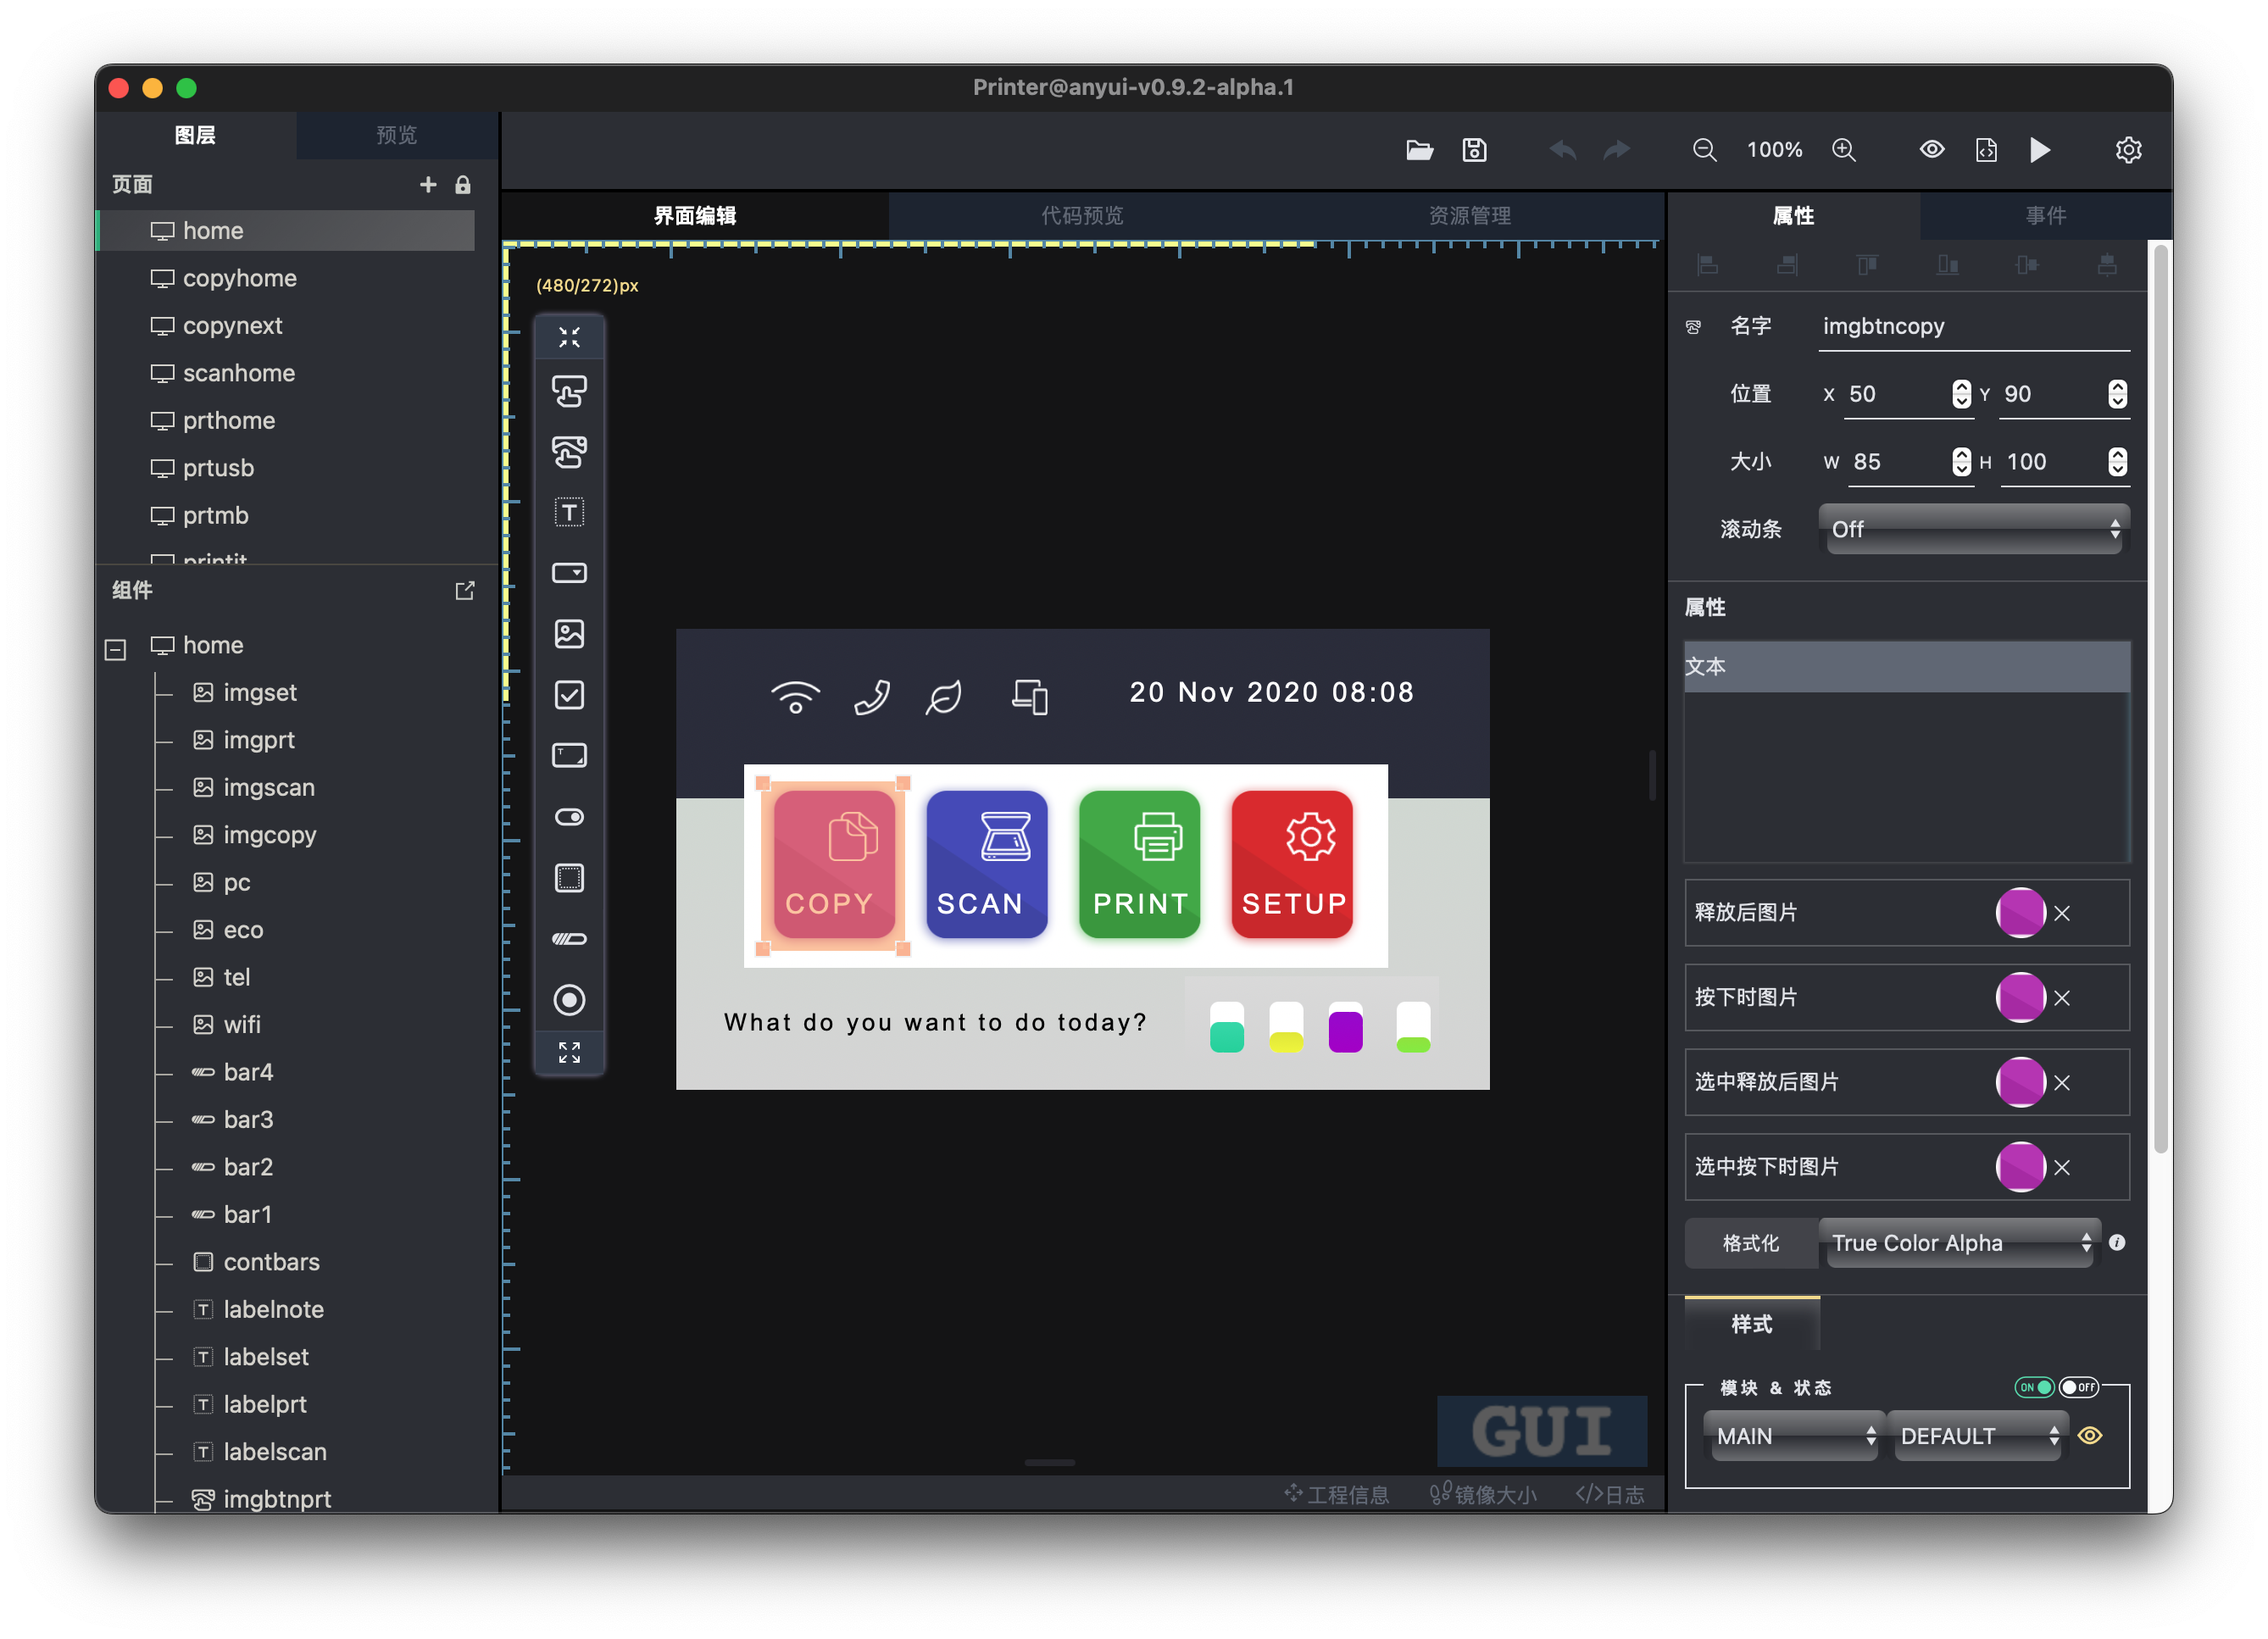 Printer@anyui-v0.9.2-alpha.1
图层
预览
100%
页面
home
copyhome
copynext
scanhome
prthome
prtusb
prtmb
printit
组件
home
imgset
imgprt
imgscan
imgcopy
pc
eco
tel
wifi
bar4
bar3
bar2
bar1
contbars
labelnote
labelset
labelprt
labelscan
imgbtnprt
界面编辑
代码预览
资源管理
(480/272)px
20 Nov 2020 08:08
COPY
SCAN
PRINT
SETUP
What do you want to do today?
GUI
工程信息
镜像大小
日志
属性
事件
名字 imgbtncopy
位置 X 50 Y 90
大小 W 85 H 100
滚动条 Off
属性
文本
释放后图片
按下时图片
选中释放后图片
选中按下时图片
格式化 True Color Alpha
样式
模块 & 状态 ON OFF
MAIN DEFAULT